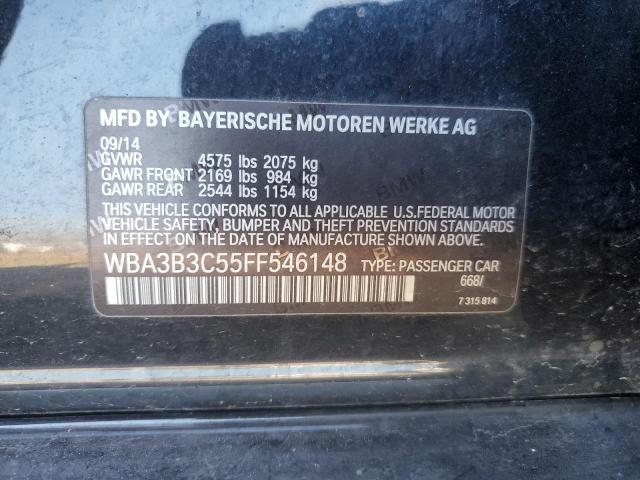 MFD BY BAYERISCHE MOTOREN WERKE AG
09/14
GVWR 4575 lbs 2075 kg
GAWR FRONT 2169 lbs 984 kg
GAWR REAR 2544 lbs 1154 kg
THIS VEHICLE CONFORMS TO ALL APPLICABLE U.S.FEDERAL MOTOR
VEHICLE SAFETY, BUMPER AND THEFT PREVENTION STANDARDS
IN EFFECT ON THE DATE OF MANUFACTURE SHOWN ABOVE.
WBA3B3C55FF546148 TYPE: PASSENGER CAR
668/
7 315 814